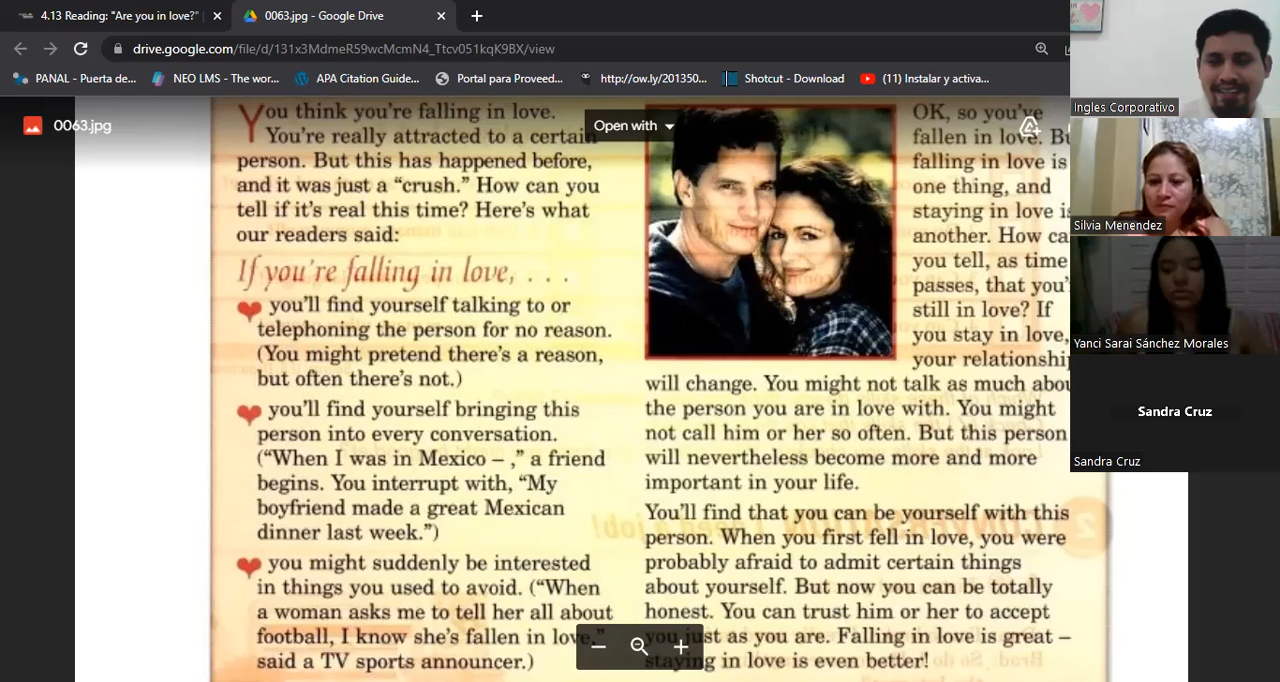 4.13 Reading: "Are you in love?"
0063.jpg - Google Drive
drive.google.com/file/d/131x3MdmeR59wcMcmN4_Ttcv051kqK9BX/view
PANAL - Puerta de...
NEO LMS - The wor...
APA Citation Guide...
Portal para Proveed...
http://ow.ly/201350...
Shotcut - Download
(11) Instalar y activa...
0063.jpg
Open with
You think you're falling in love.
You're really attracted to a certain
person. But this has happened before,
and it was just a “crush.” How can you
tell if it's real this time? Here's what
our readers said:
If you're falling in love, . . .
you'll find yourself talking to or
telephoning the person for no reason.
(You might pretend there's a reason,
but often there's not.)
you'll find yourself bringing this
person into every conversation.
(“When I was in Mexico – ,” a friend
begins. You interrupt with, “My
boyfriend made a great Mexican
dinner last week.”)
you might suddenly be interested
in things you used to avoid. (“When
a woman asks me to tell her all about
football, I know she's fallen in love,”
said a TV sports announcer.)
OK, so you've
fallen in love. Bu
falling in love is
one thing, and
staying in love is
another. How ca
you tell, as time
passes, that you'
still in love? If
you stay in love,
your relationshi
will change. You might not talk as much abou
the person you are in love with. You might
not call him or her so often. But this person
will nevertheless become more and more
important in your life.
You'll find that you can be yourself with this
person. When you first fell in love, you were
probably afraid to admit certain things
about yourself. But now you can be totally
honest. You can trust him or her to accept
you just as you are. Falling in love is great –
staying in love is even better!
Ingles Corporativo
Silvia Menendez
Yanci Sarai Sánchez Morales
Sandra Cruz
Sandra Cruz